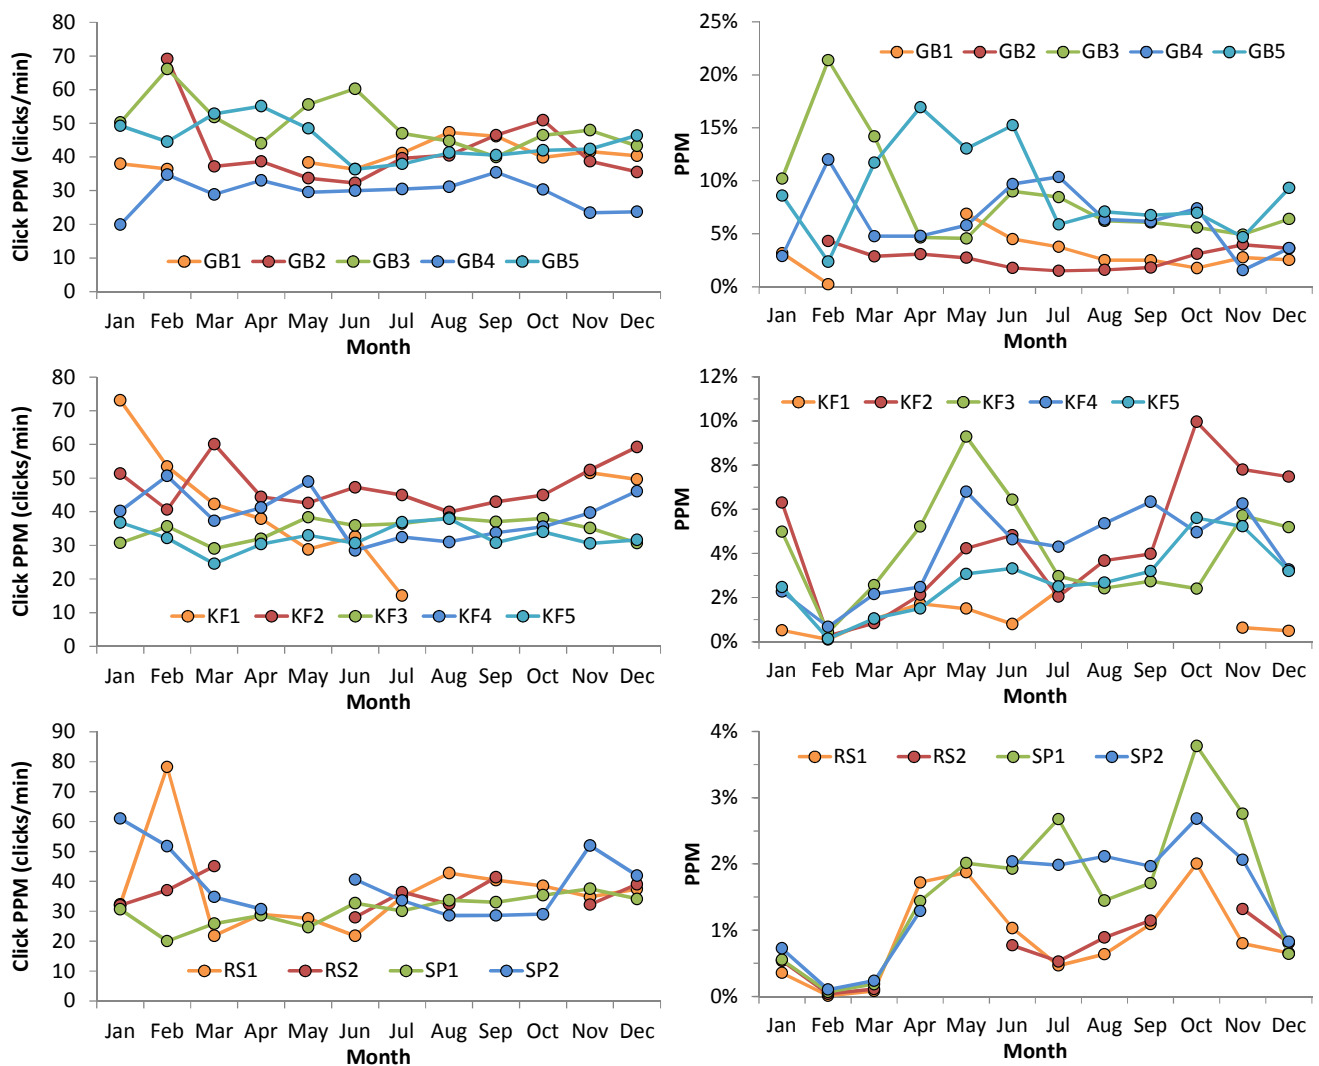 Click PPM (clicks/min)
80
70
60
50
40
30
20
10
0
GB1 GB2 GB3 GB4 GB5
Jan Feb Mar Apr May Jun Jul Aug Sep Oct Nov Dec
Month
PPM
25%
20%
15%
10%
5%
0%
GB1 GB2 GB3 GB4 GB5
Jan Feb Mar Apr May Jun Jul Aug Sep Oct Nov Dec
Month
Click PPM (clicks/min)
80
70
60
50
40
30
20
10
0
KF1 KF2 KF3 KF4 KF5
Jan Feb Mar Apr May Jun Jul Aug Sep Oct Nov Dec
Month
PPM
12%
10%
8%
6%
4%
2%
0%
KF1 KF2 KF3 KF4 KF5
Jan Feb Mar Apr May Jun Jul Aug Sep Oct Nov Dec
Month
Click PPM (clicks/min)
90
80
70
60
50
40
30
20
10
0
RS1 RS2 SP1 SP2
Jan Feb Mar Apr May Jun Jul Aug Sep Oct Nov Dec
Month
PPM
4%
3%
2%
1%
0%
RS1 RS2 SP1 SP2
Jan Feb Mar Apr May Jun Jul Aug Sep Oct Nov Dec
Month